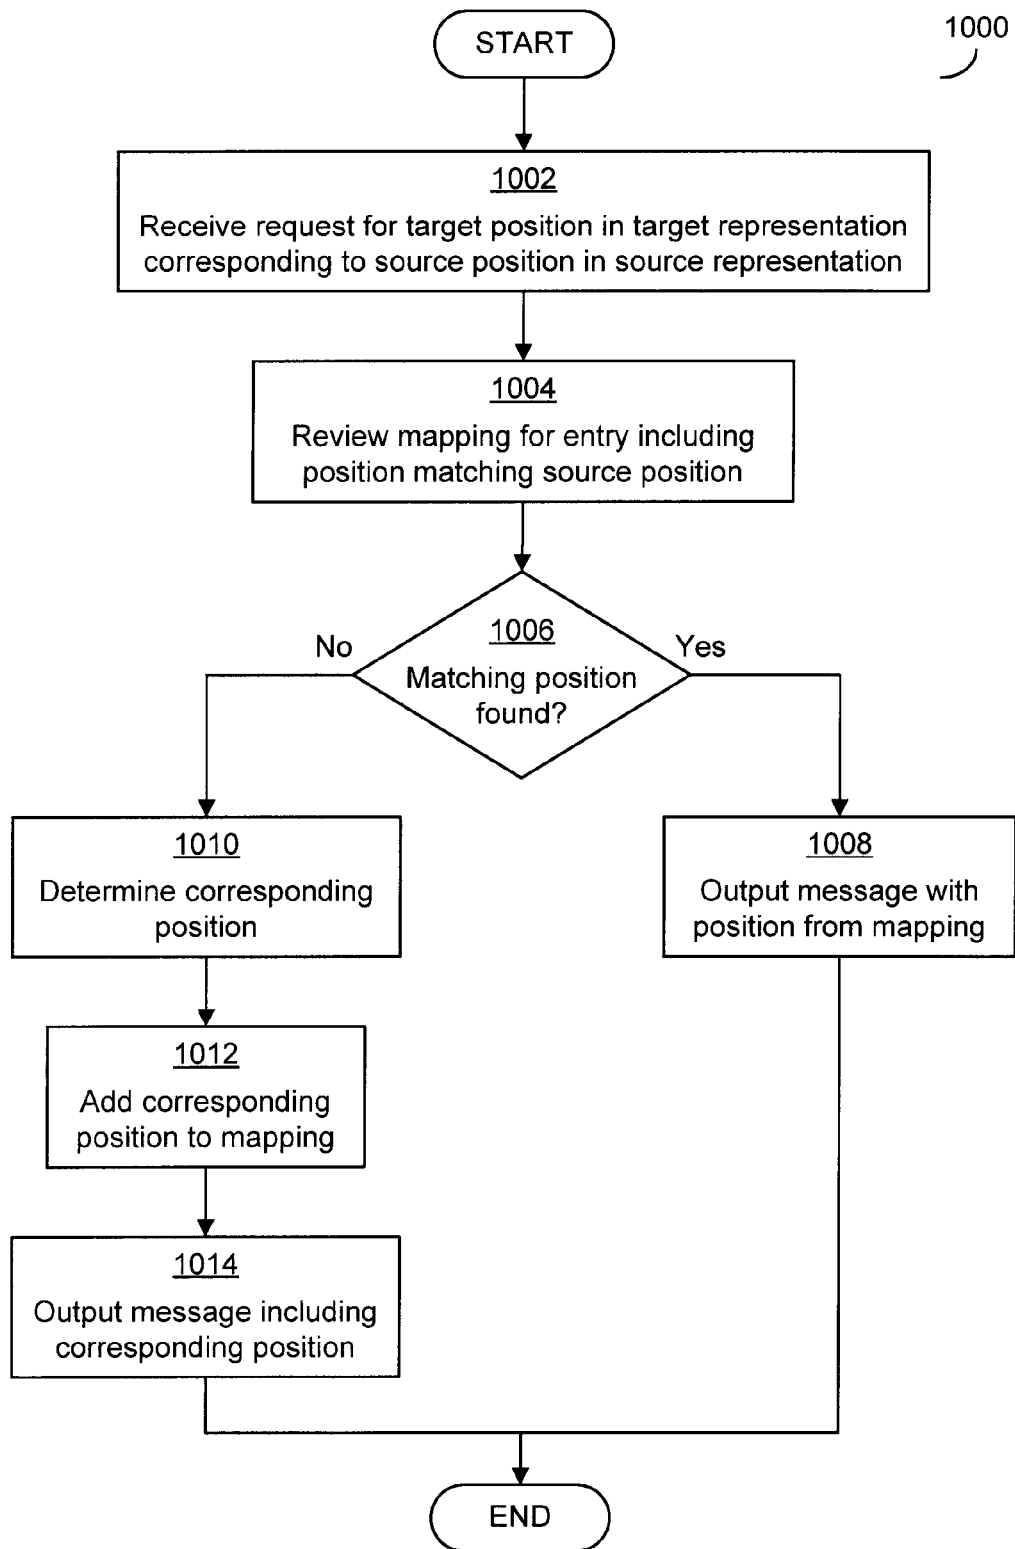 START
1000
1002
Receive request for target position in target representation
corresponding to source position in source representation
1004
Review mapping for entry including
position matching source position
1006
Matching position
found?
No
Yes
1010
Determine corresponding
position
1008
Output message with
position from mapping
1012
Add corresponding
position to mapping
1014
Output message including
corresponding position
END